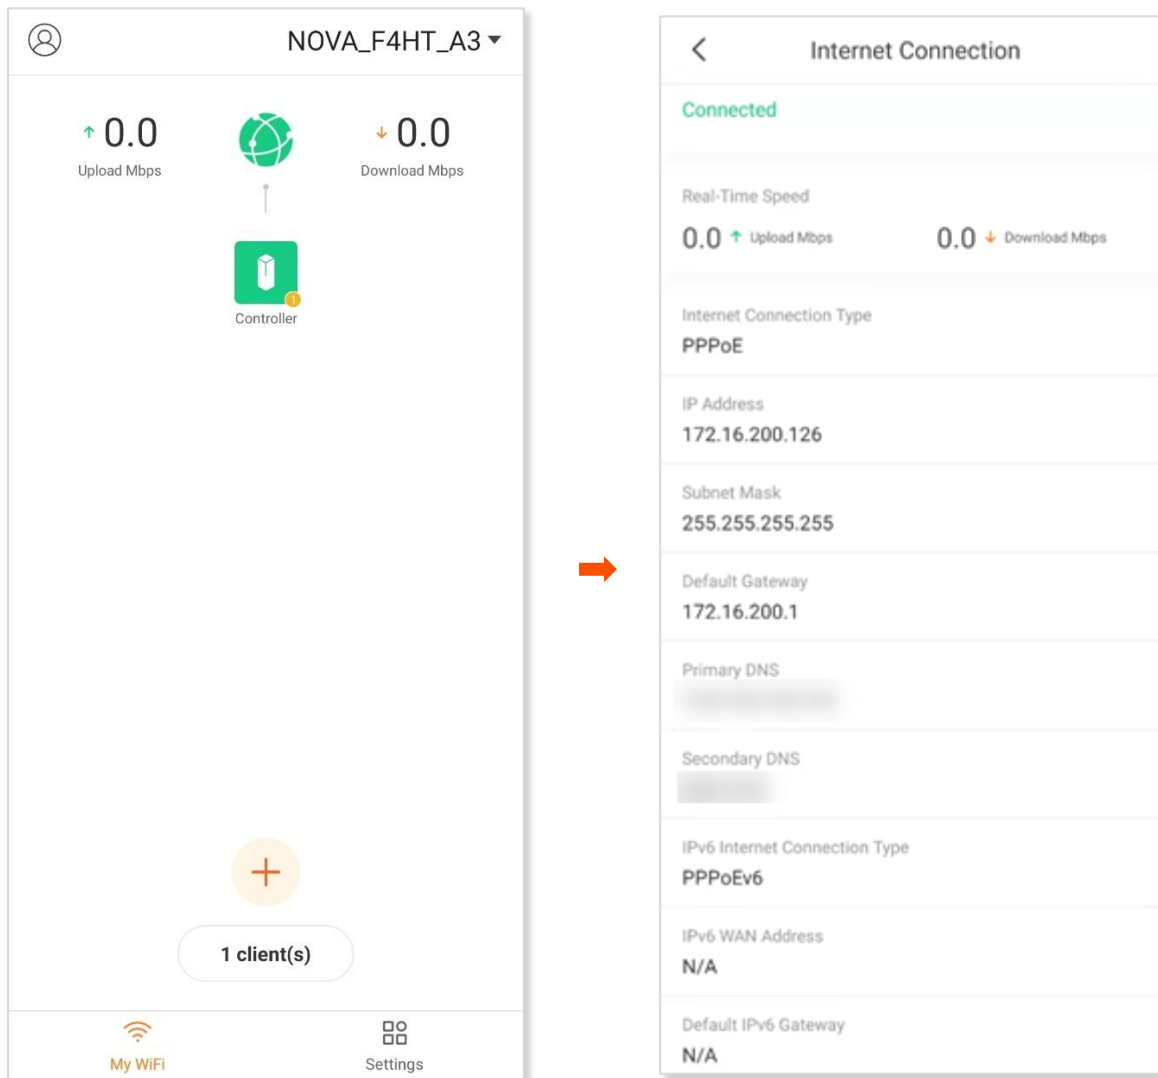 NOVA_F4HT_A3
0.0
Upload Mbps
0.0
Download Mbps
1
Controller
1 client(s)
My WiFi
Settings
Internet Connection
Connected
Real-Time Speed
0.0 Upload Mbps
0.0 Download Mbps
Internet Connection Type
PPPoE
IP Address
172.16.200.126
Subnet Mask
255.255.255.255
Default Gateway
172.16.200.1
Primary DNS
Secondary DNS
IPv6 Internet Connection Type
PPPoEv6
IPv6 WAN Address
N/A
Default IPv6 Gateway
N/A